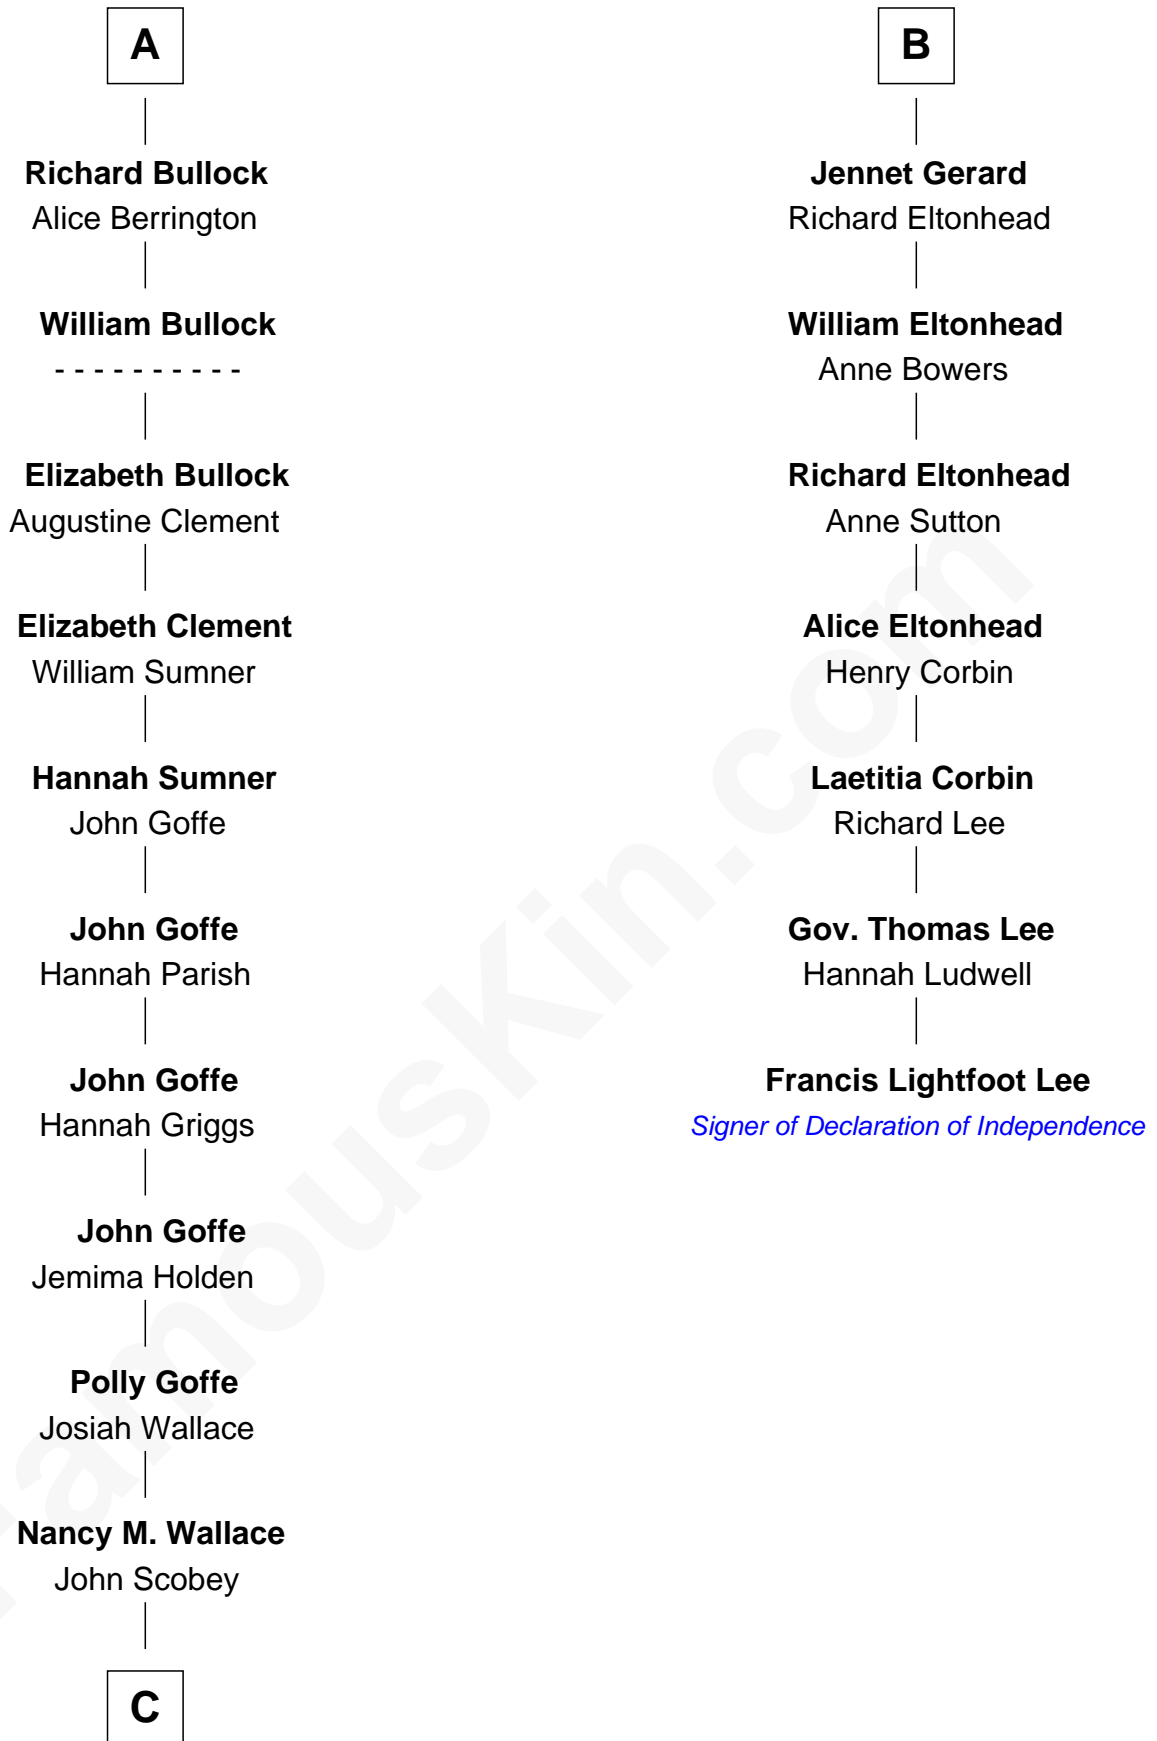 A
Richard Bullock
Alice Berrington
William Bullock
- - - - - - - - - -
Elizabeth Bullock
Augustine Clement
Elizabeth Clement
William Sumner
Hannah Sumner
John Goffe
John Goffe
Hannah Parish
John Goffe
Hannah Griggs
John Goffe
Jemima Holden
Polly Goffe
Josiah Wallace
Nancy M. Wallace
John Scobey
C
B
Jennet Gerard
Richard Eltonhead
William Eltonhead
Anne Bowers
Richard Eltonhead
Anne Sutton
Alice Eltonhead
Henry Corbin
Laetitia Corbin
Richard Lee
Gov. Thomas Lee
Hannah Ludwell
Francis Lightfoot Lee
Signer of Declaration of Independence
FamousKin.com